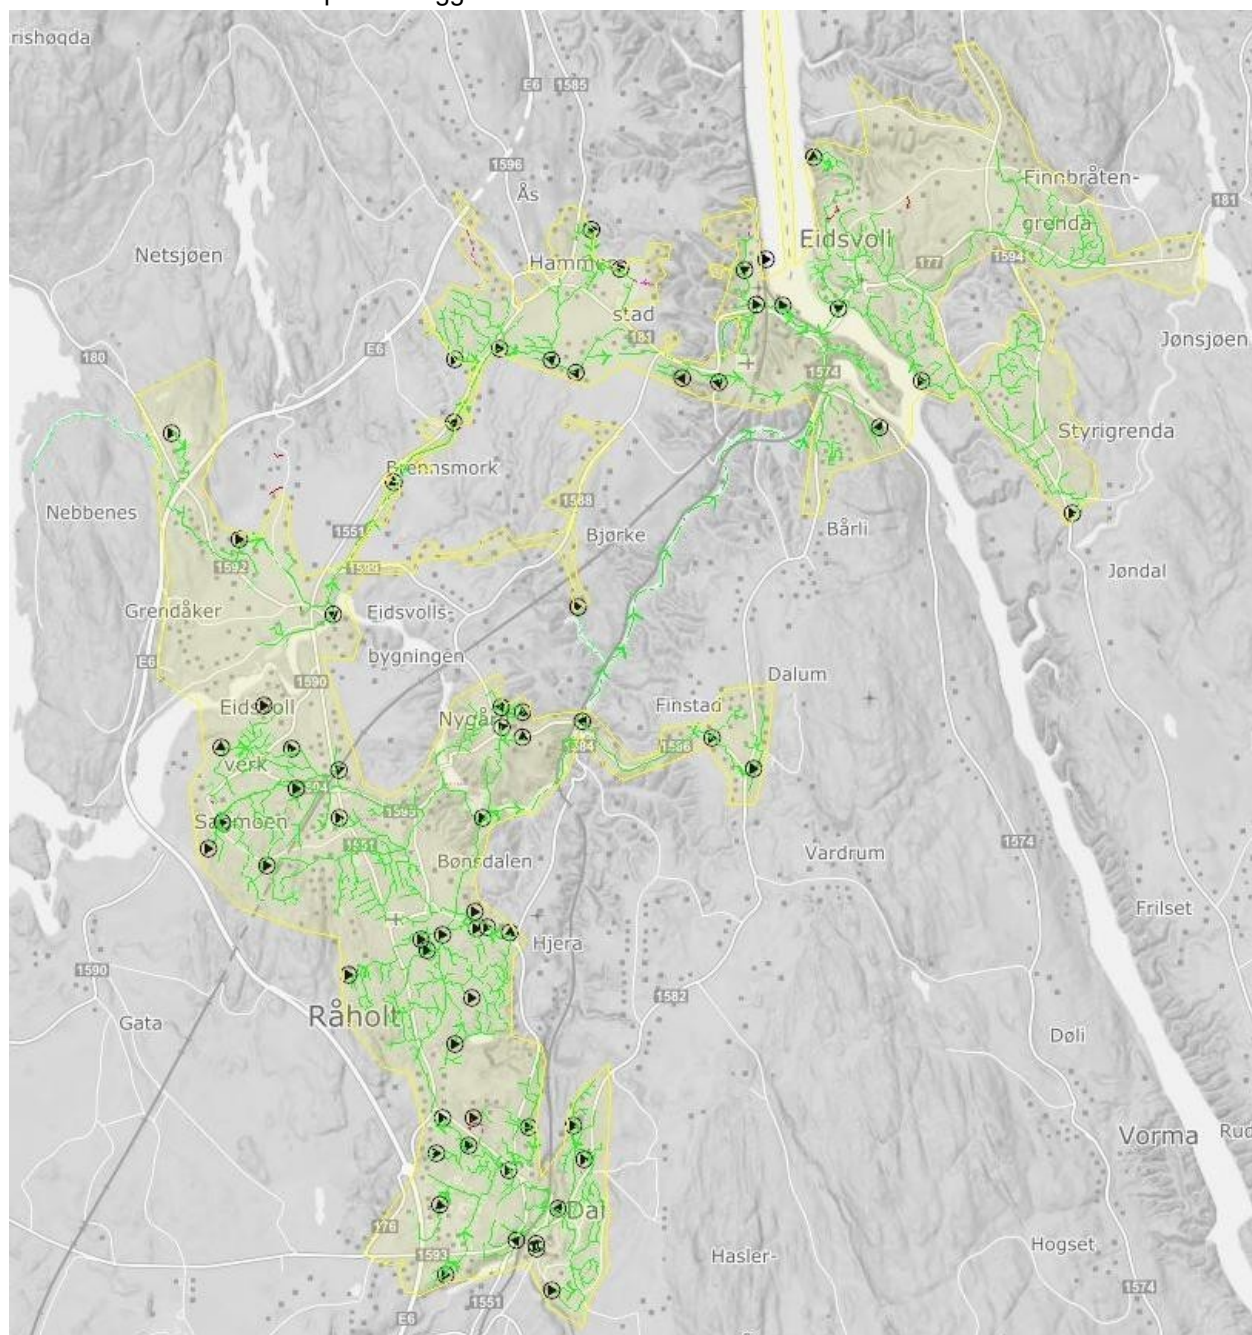 rishøgda
E6
1585
1596
Ås
Finnbråten-
181
grenda
Netsjøen
Eidsvoll
Hamm
177
1594
stad
181
Jønsjøen
180
E6
1574
Styrigrenda
Brennsmork
Nebbenes
1551
Bjørke
Bårli
1592
Jøndal
Grendåker
Eidsvolls-
bygningen
E6
1590
Dalum
Finstad
Eidsvoll
Nygård
1584
1586
verk
1595
Sagmoen
1551
Bønsdalen
Vardrum
1574
Frilset
Hjera
1590
1582
Råholt
Gata
Døli
Vorma
Rud
Dal
176
1593
Hasler-
Hogset
1574
1551
E6